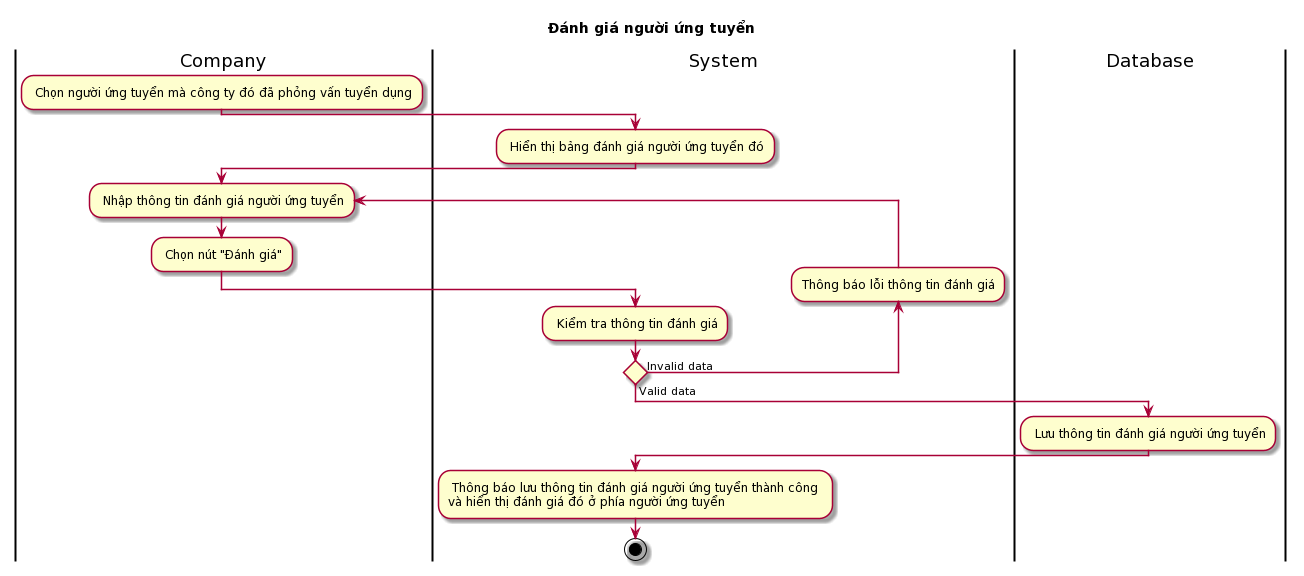 Đánh giá người ứng tuyển
Company
System
Database
Chọn người ứng tuyển mà công ty đó đã phỏng vấn tuyển dụng
Hiển thị bảng đánh giá người ứng tuyển đó
Nhập thông tin đánh giá người ứng tuyển
Chọn nút "Đánh giá"
Thông báo lỗi thông tin đánh giá
Kiểm tra thông tin đánh giá
Invalid data
Valid data
Lưu thông tin đánh giá người ứng tuyển
Thông báo lưu thông tin đánh giá người ứng tuyển thành công
và hiển thị đánh giá đó ở phía người ứng tuyển